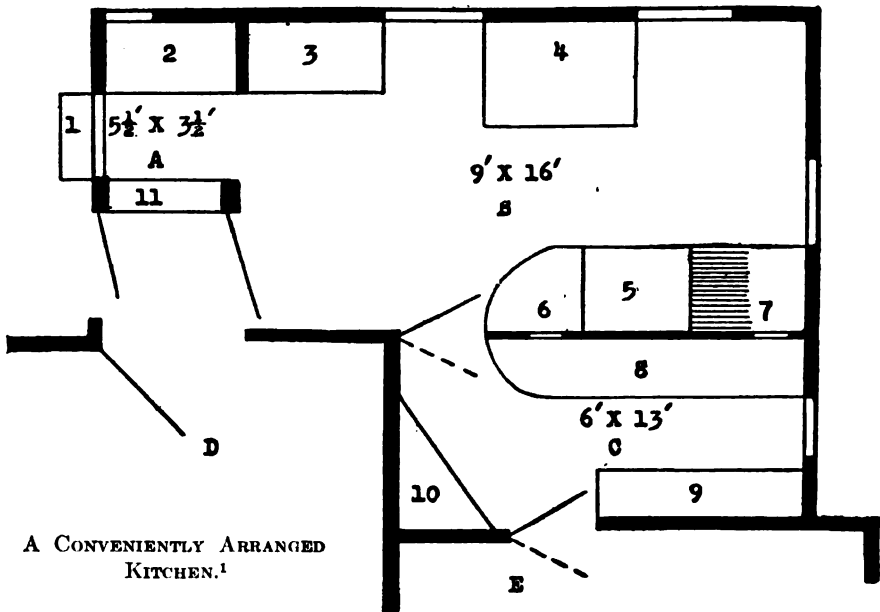 2
3
4
1
5½′ X 3½′
A
11
9′ X 16′
B
6
5
7
8
6′ X 13′
C
D
10
9
E
A CONVENIENTLY ARRANGED
KITCHEN.¹